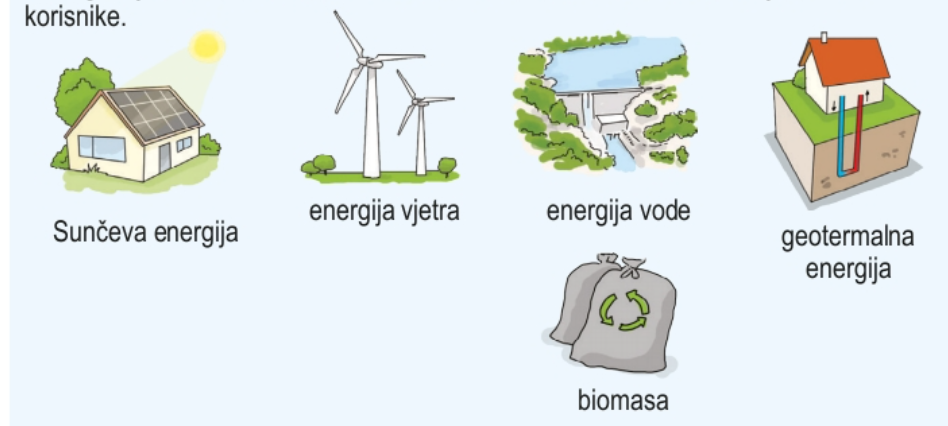 korisnike.
Sunčeva energija
energija vjetra
energija vode
geotermalna
energija
biomasa